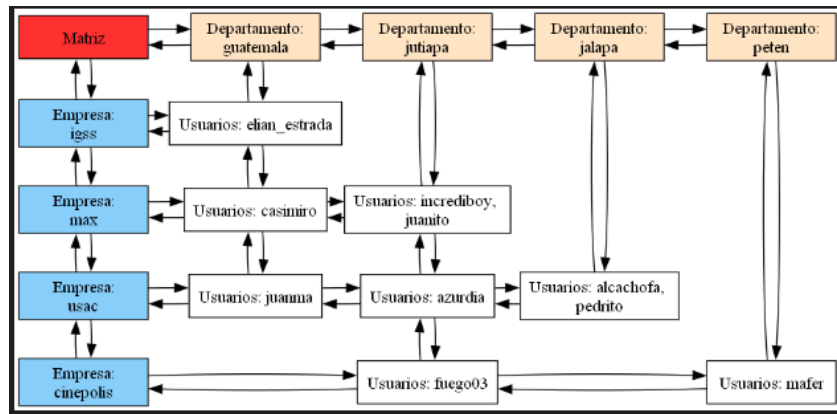 Matriz
Departamento:
guatemala
Departamento:
jutiapa
Departamento:
jalapa
Departamento:
peten
Empresa:
igss
Usuarios: elian_estrada
Empresa:
max
Usuarios: casimiro
Usuarios: incrediboy,
juanito
Empresa:
usac
Usuarios: juanma
Usuarios: azurdia
Usuarios: alcachofa,
pedrito
Empresa:
cinepolis
Usuarios: fuego03
Usuarios: mafer